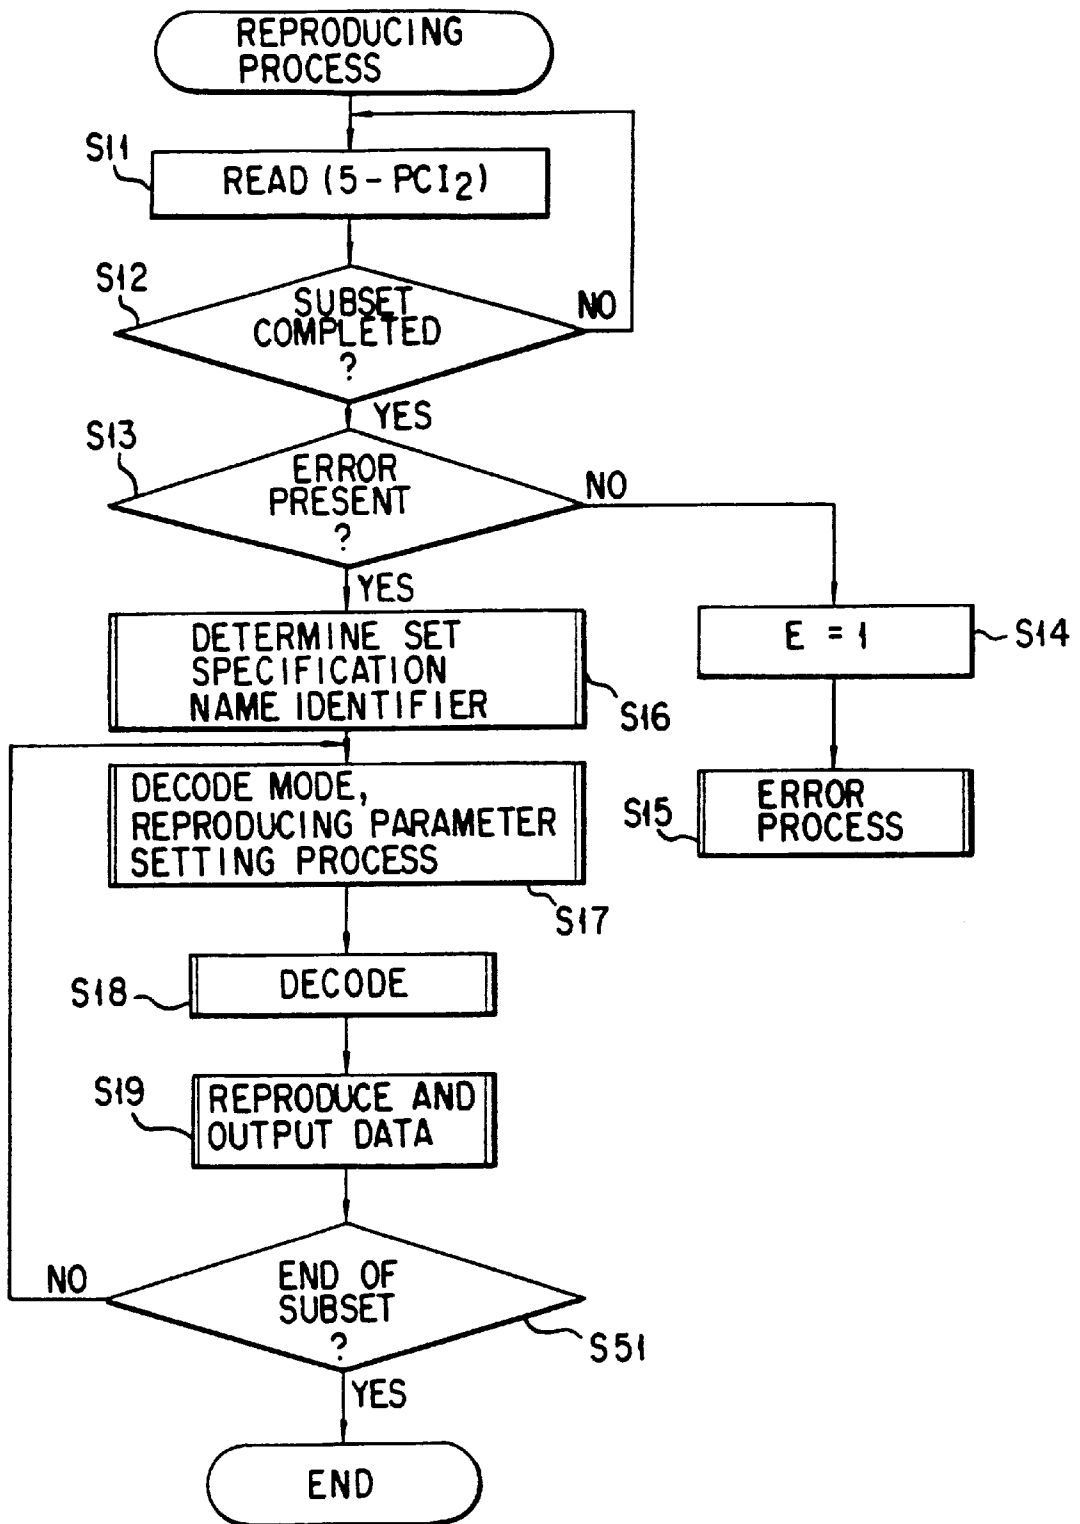 REPRODUCING
PROCESS
S11
READ (5 - PCI2)
S12
SUBSET
COMPLETED
?
NO
YES
S13
ERROR
PRESENT
?
NO
YES
DETERMINE SET
SPECIFICATION
NAME IDENTIFIER
S16
E = 1
S14
DECODE MODE,
REPRODUCING PARAMETER
SETTING PROCESS
S17
S15
ERROR
PROCESS
S18
DECODE
S19
REPRODUCE AND
OUTPUT DATA
NO
END OF
SUBSET
?
S51
YES
END